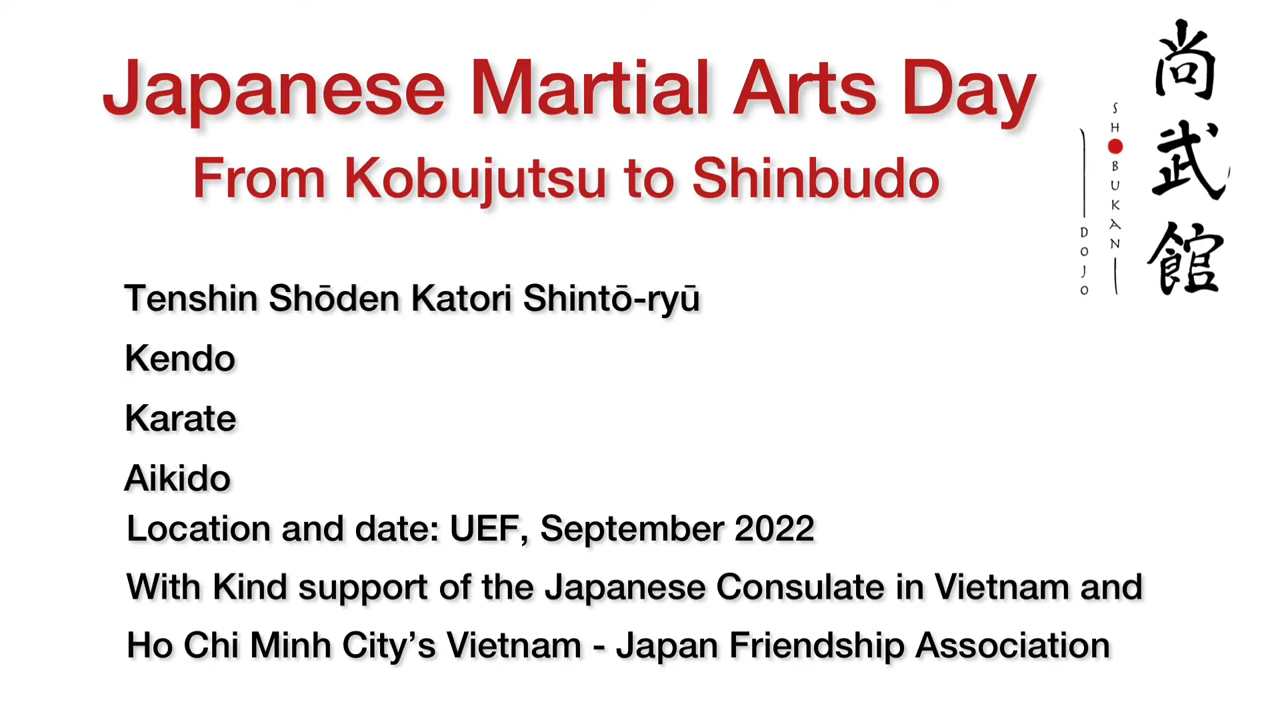 Japanese Martial Arts Day
From Kobujutsu to Shinbudo
尚武館
SHOBUKAN
DOJO
Tenshin Shōden Katori Shintō-ryū
Kendo
Karate
Aikido
Location and date: UEF, September 2022
With Kind support of the Japanese Consulate in Vietnam and
Ho Chi Minh City’s Vietnam - Japan Friendship Association